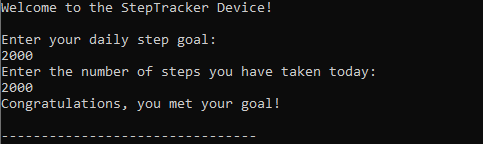 Welcome to the StepTracker Device!
Enter your daily step goal:
2000
Enter the number of steps you have taken today:
2000
Congratulations, you met your goal!
--------------------------------